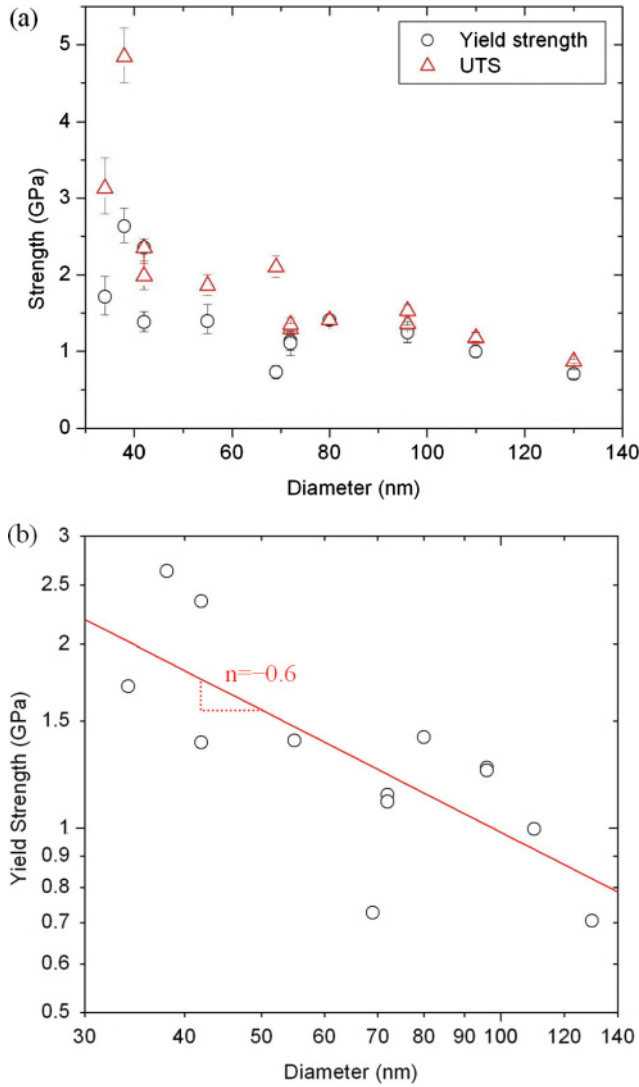 (a)
Yield strength
UTS
5
4
3
2
1
0
Strength (GPa)
40 60 80 100 120 140
Diameter (nm)
(b)
3
2.5
2
1.5
1
0.9
0.8
0.7
0.6
0.5
n=−0.6
Yield Strength (GPa)
30 40 50 60 70 80 100 140
Diameter (nm)